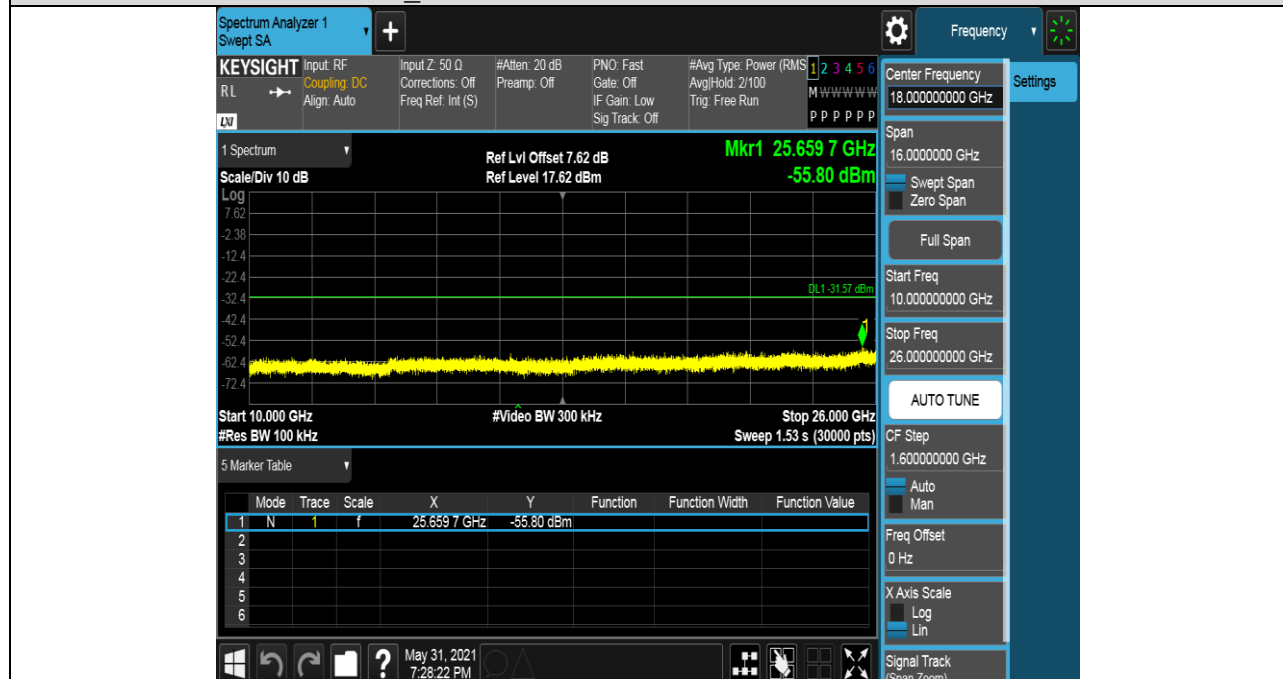 Spectrum Analyzer 1
Swept SA
+
Frequency
KEYSIGHT
RL
LXI
Input: RF
Coupling: DC
Align: Auto
Input Z: 50 Ω
Corrections: Off
Freq Ref: Int (S)
#Atten: 20 dB
Preamp: Off
PNO: Fast
Gate: Off
IF Gain: Low
Sig Track: Off
#Avg Type: Power (RMS
Avg|Hold: 2/100
Trig: Free Run
1 2 3 4 5 6
M W W W W W
P P P P P P
1 Spectrum
Scale/Div 10 dB
Ref Lvl Offset 7.62 dB
Ref Level 17.62 dBm
Mkr1 25.659 7 GHz
-55.80 dBm
Log
7.62
-2.38
-12.4
-22.4
-32.4
-42.4
-52.4
-62.4
-72.4
DL1 -31.57 dBm
1
Start 10.000 GHz
#Res BW 100 kHz
#Video BW 300 kHz
Stop 26.000 GHz
Sweep 1.53 s (30000 pts)
5 Marker Table
Mode Trace Scale X Y Function Function Width Function Value
1 N 1 f 25.659 7 GHz -55.80 dBm
2
3
4
5
6
?
May 31, 2021
7:28:22 PM
Center Frequency
18.000000000 GHz
Settings
Span
16.0000000 GHz
Swept Span
Zero Span
Full Span
Start Freq
10.000000000 GHz
Stop Freq
26.000000000 GHz
AUTO TUNE
CF Step
1.600000000 GHz
Auto
Man
Freq Offset
0 Hz
X Axis Scale
Log
Lin
Signal Track
(Span Zoom)